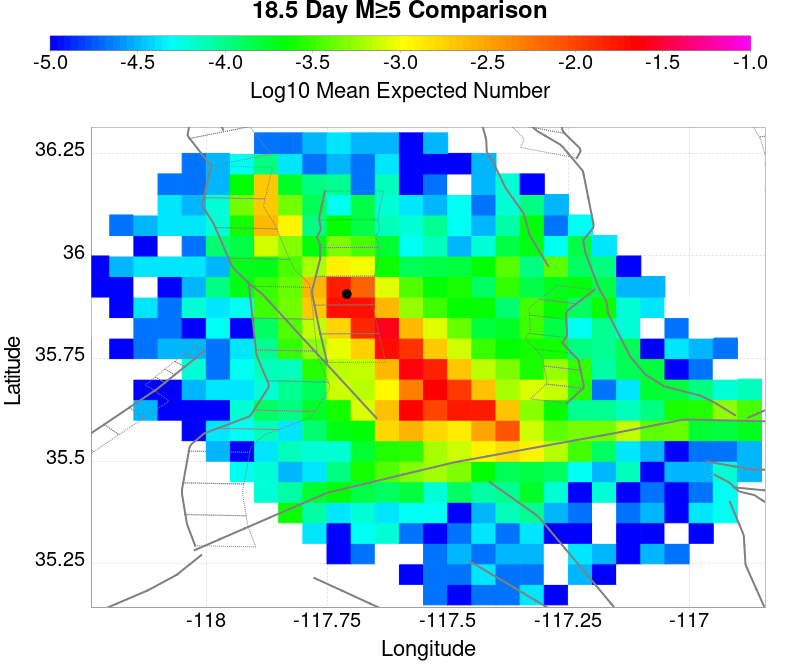 18.5 Day M≥5 Comparison
-5.0 -4.5 -4.0 -3.5 -3.0 -2.5 -2.0 -1.5 -1.0
Log10 Mean Expected Number
36.25
36
35.75
35.5
35.25
Latitude
-118 -117.75 -117.5 -117.25 -117
Longitude